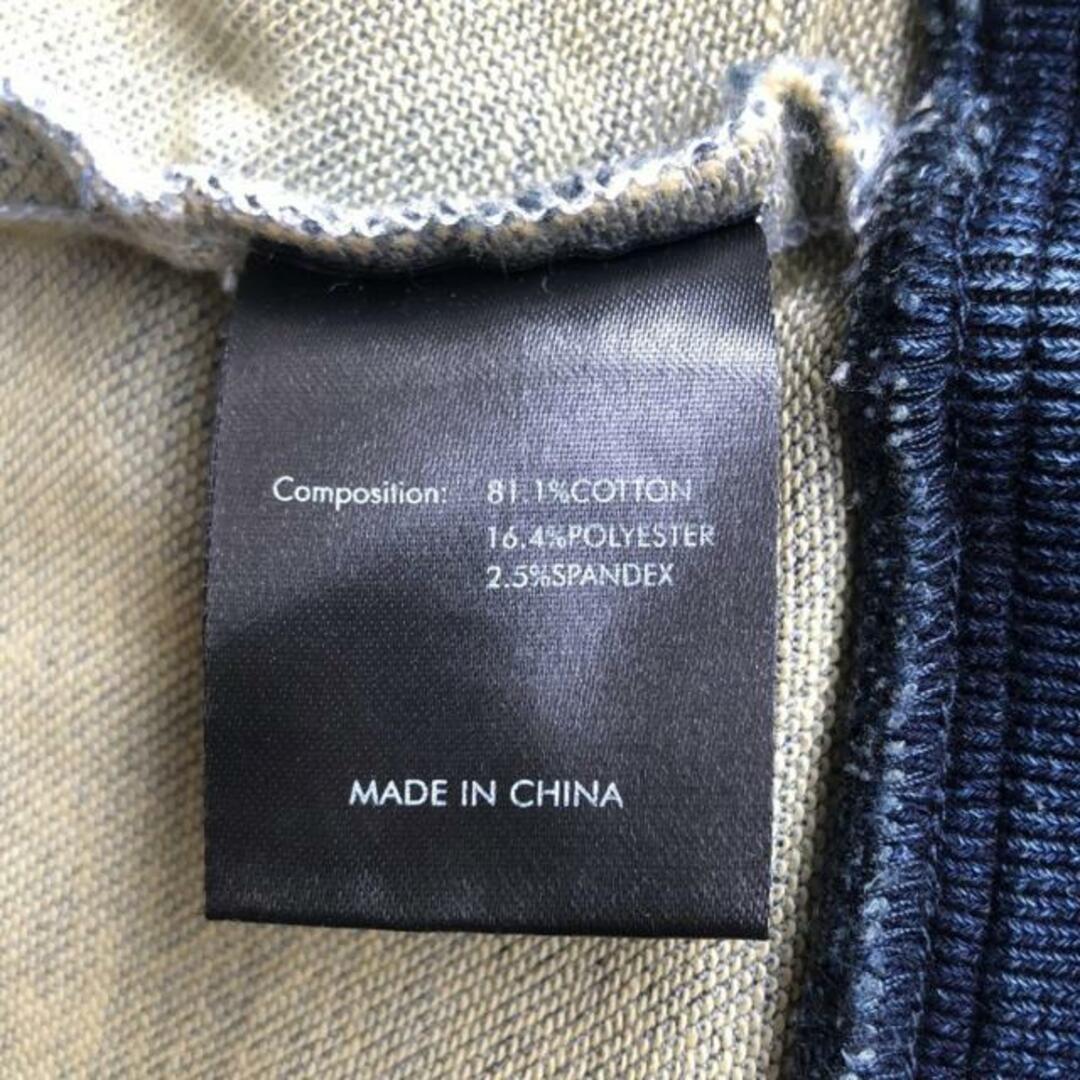 Composition: 81.1%COTTON
16.4%POLYESTER
2.5%SPANDEX
MADE IN CHINA